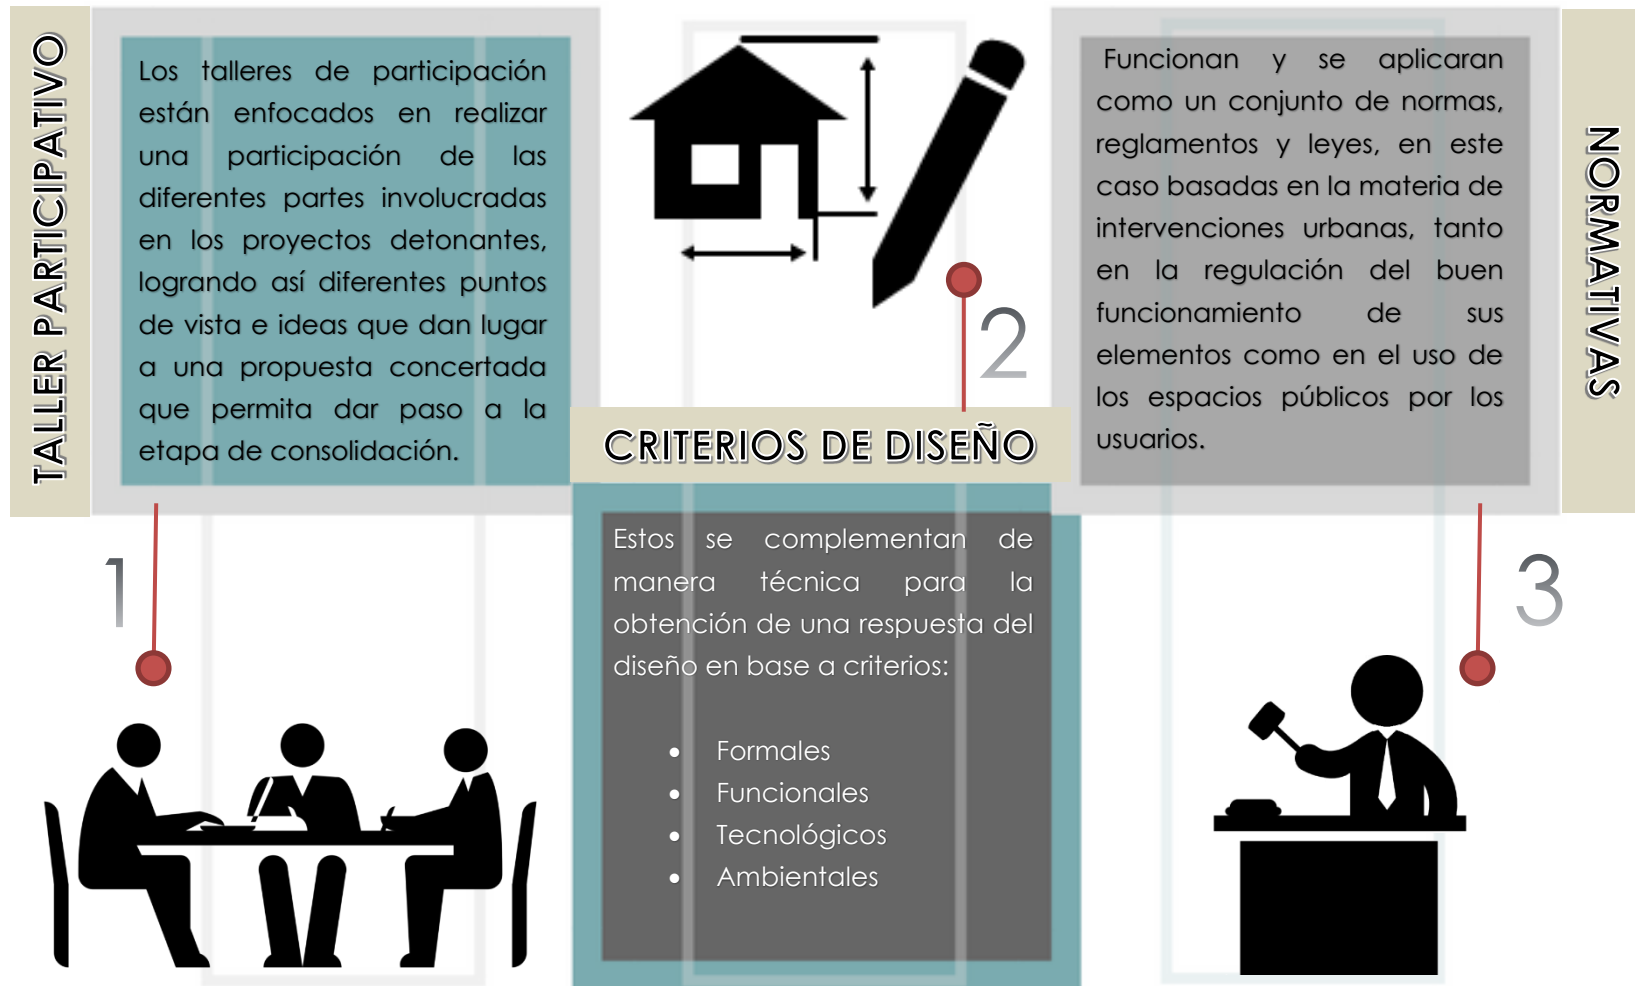 TALLER PARTICIPATIVO
Los talleres de participación
están enfocados en realizar
una participación de las
diferentes partes involucradas
en los proyectos detonantes,
logrando así diferentes puntos
de vista e ideas que dan lugar
a una propuesta concertada
que permita dar paso a la
etapa de consolidación.
1
2
CRITERIOS DE DISEÑO
Estos se complementan de
manera técnica para la
obtención de una respuesta del
diseño en base a criterios:
• Formales
• Funcionales
• Tecnológicos
• Ambientales
NORMATIVAS
Funcionan y se aplicaran
como un conjunto de normas,
reglamentos y leyes, en este
caso basadas en la materia de
intervenciones urbanas, tanto
en la regulación del buen
funcionamiento de sus
elementos como en el uso de
los espacios públicos por los
usuarios.
3